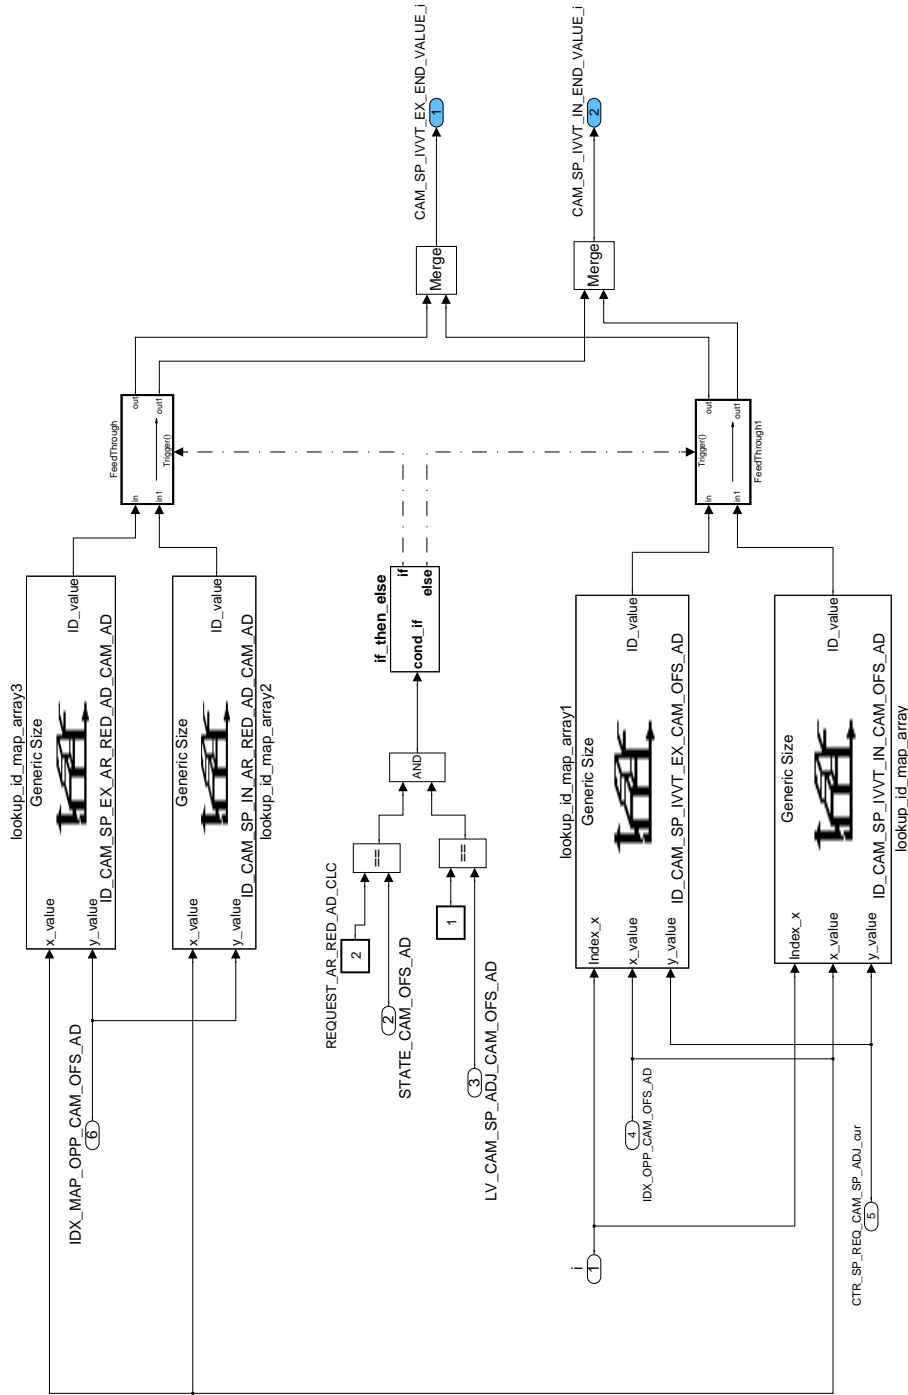 lookup_id_map_array3
Generic Size
x_value
y_value
ID_value
ID_CAM_SP_EX_AR_RED_AD_CAM_AD
Generic Size
x_value
y_value
ID_value
ID_CAM_SP_IN_AR_RED_AD_CAM_AD
lookup_id_map_array2
6
IDX_MAP_OPP_CAM_OFS_AD
FeedThrough
in
in1
out
out1
Trigger()
REQUEST_AR_RED_AD_CLC
2
2
STATE_CAM_OFS_AD
==
1
3
LV_CAM_SP_ADJ_CAM_OFS_AD
==
AND
if_then_else
cond_if
if
else
Merge
CAM_SP_IVVT_EX_END_VALUE_i
1
Merge
CAM_SP_IVVT_IN_END_VALUE_i
2
i
1
4
IDX_OPP_CAM_OFS_AD
CTR_SP_REQ_CAM_SP_ADJ_cur
5
lookup_id_map_array1
Generic Size
Index_x
x_value
y_value
ID_value
ID_CAM_SP_IVVT_EX_CAM_OFS_AD
Generic Size
Index_x
x_value
y_value
ID_value
ID_CAM_SP_IVVT_IN_CAM_OFS_AD
lookup_id_map_array
Trigger()
in
in1
out
out1
FeedThrough1